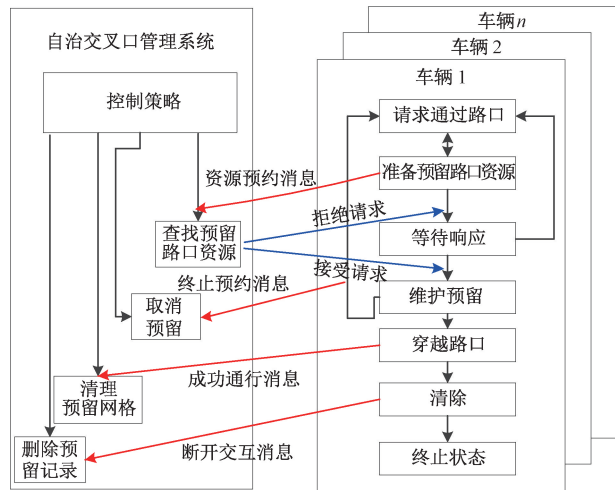 车辆n
车辆2
车辆1
自治交叉口管理系统
控制策略
请求通过路口
准备预留路口资源
资源预约消息
拒绝请求
查找预留
路口资源
等待响应
接受请求
终止预约消息
取消
预留
维护预留
穿越路口
成功通行消息
清理
预留网格
清除
断开交互消息
删除预
留记录
终止状态